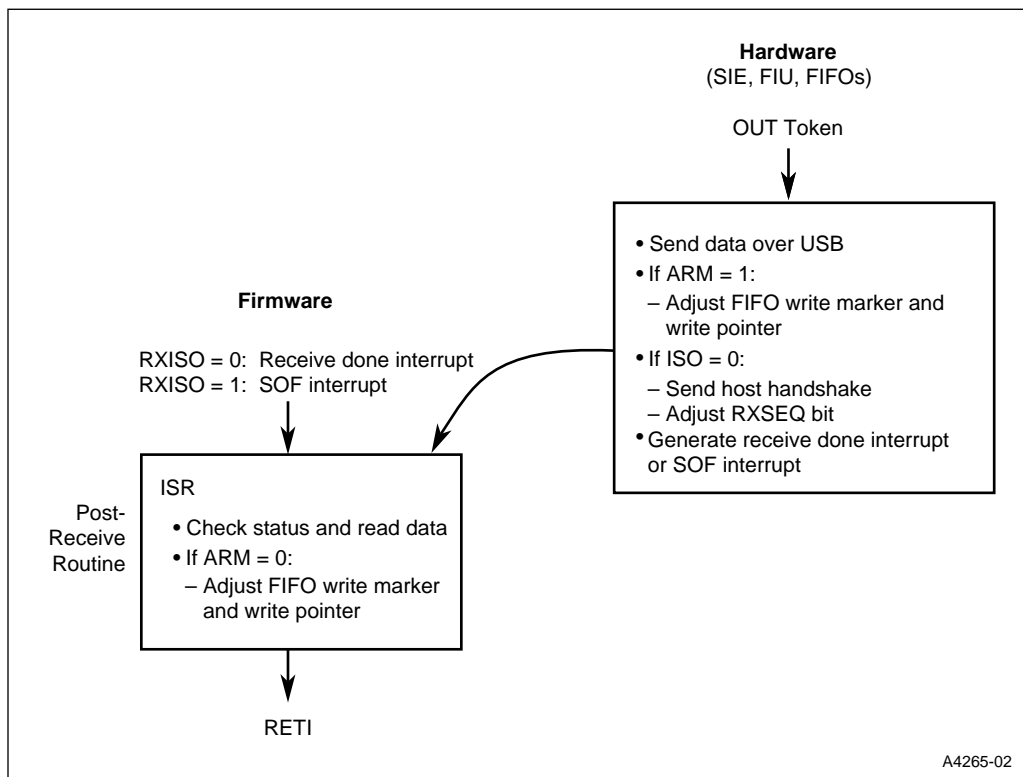 Hardware
(SIE, FIU, FIFOs)
OUT Token
• Send data over USB
• If ARM = 1:
– Adjust FIFO write marker and
write pointer
• If ISO = 0:
– Send host handshake
– Adjust RXSEQ bit
• Generate receive done interrupt
or SOF interrupt
Firmware
RXISO = 0: Receive done interrupt
RXISO = 1: SOF interrupt
Post-
Receive
Routine
ISR
• Check status and read data
• If ARM = 0:
– Adjust FIFO write marker
and write pointer
RETI
A4265-02